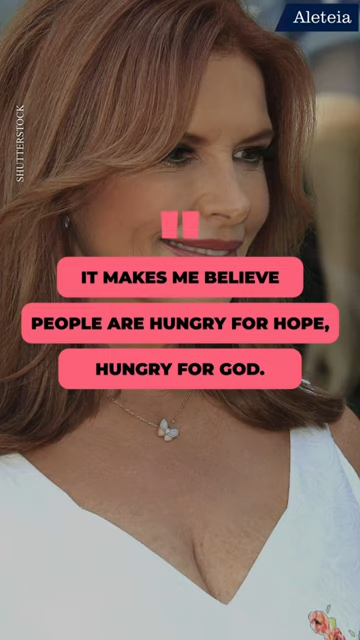 Aleteia
SHUTTERSTOCK
IT MAKES ME BELIEVE
PEOPLE ARE HUNGRY FOR HOPE,
HUNGRY FOR GOD.